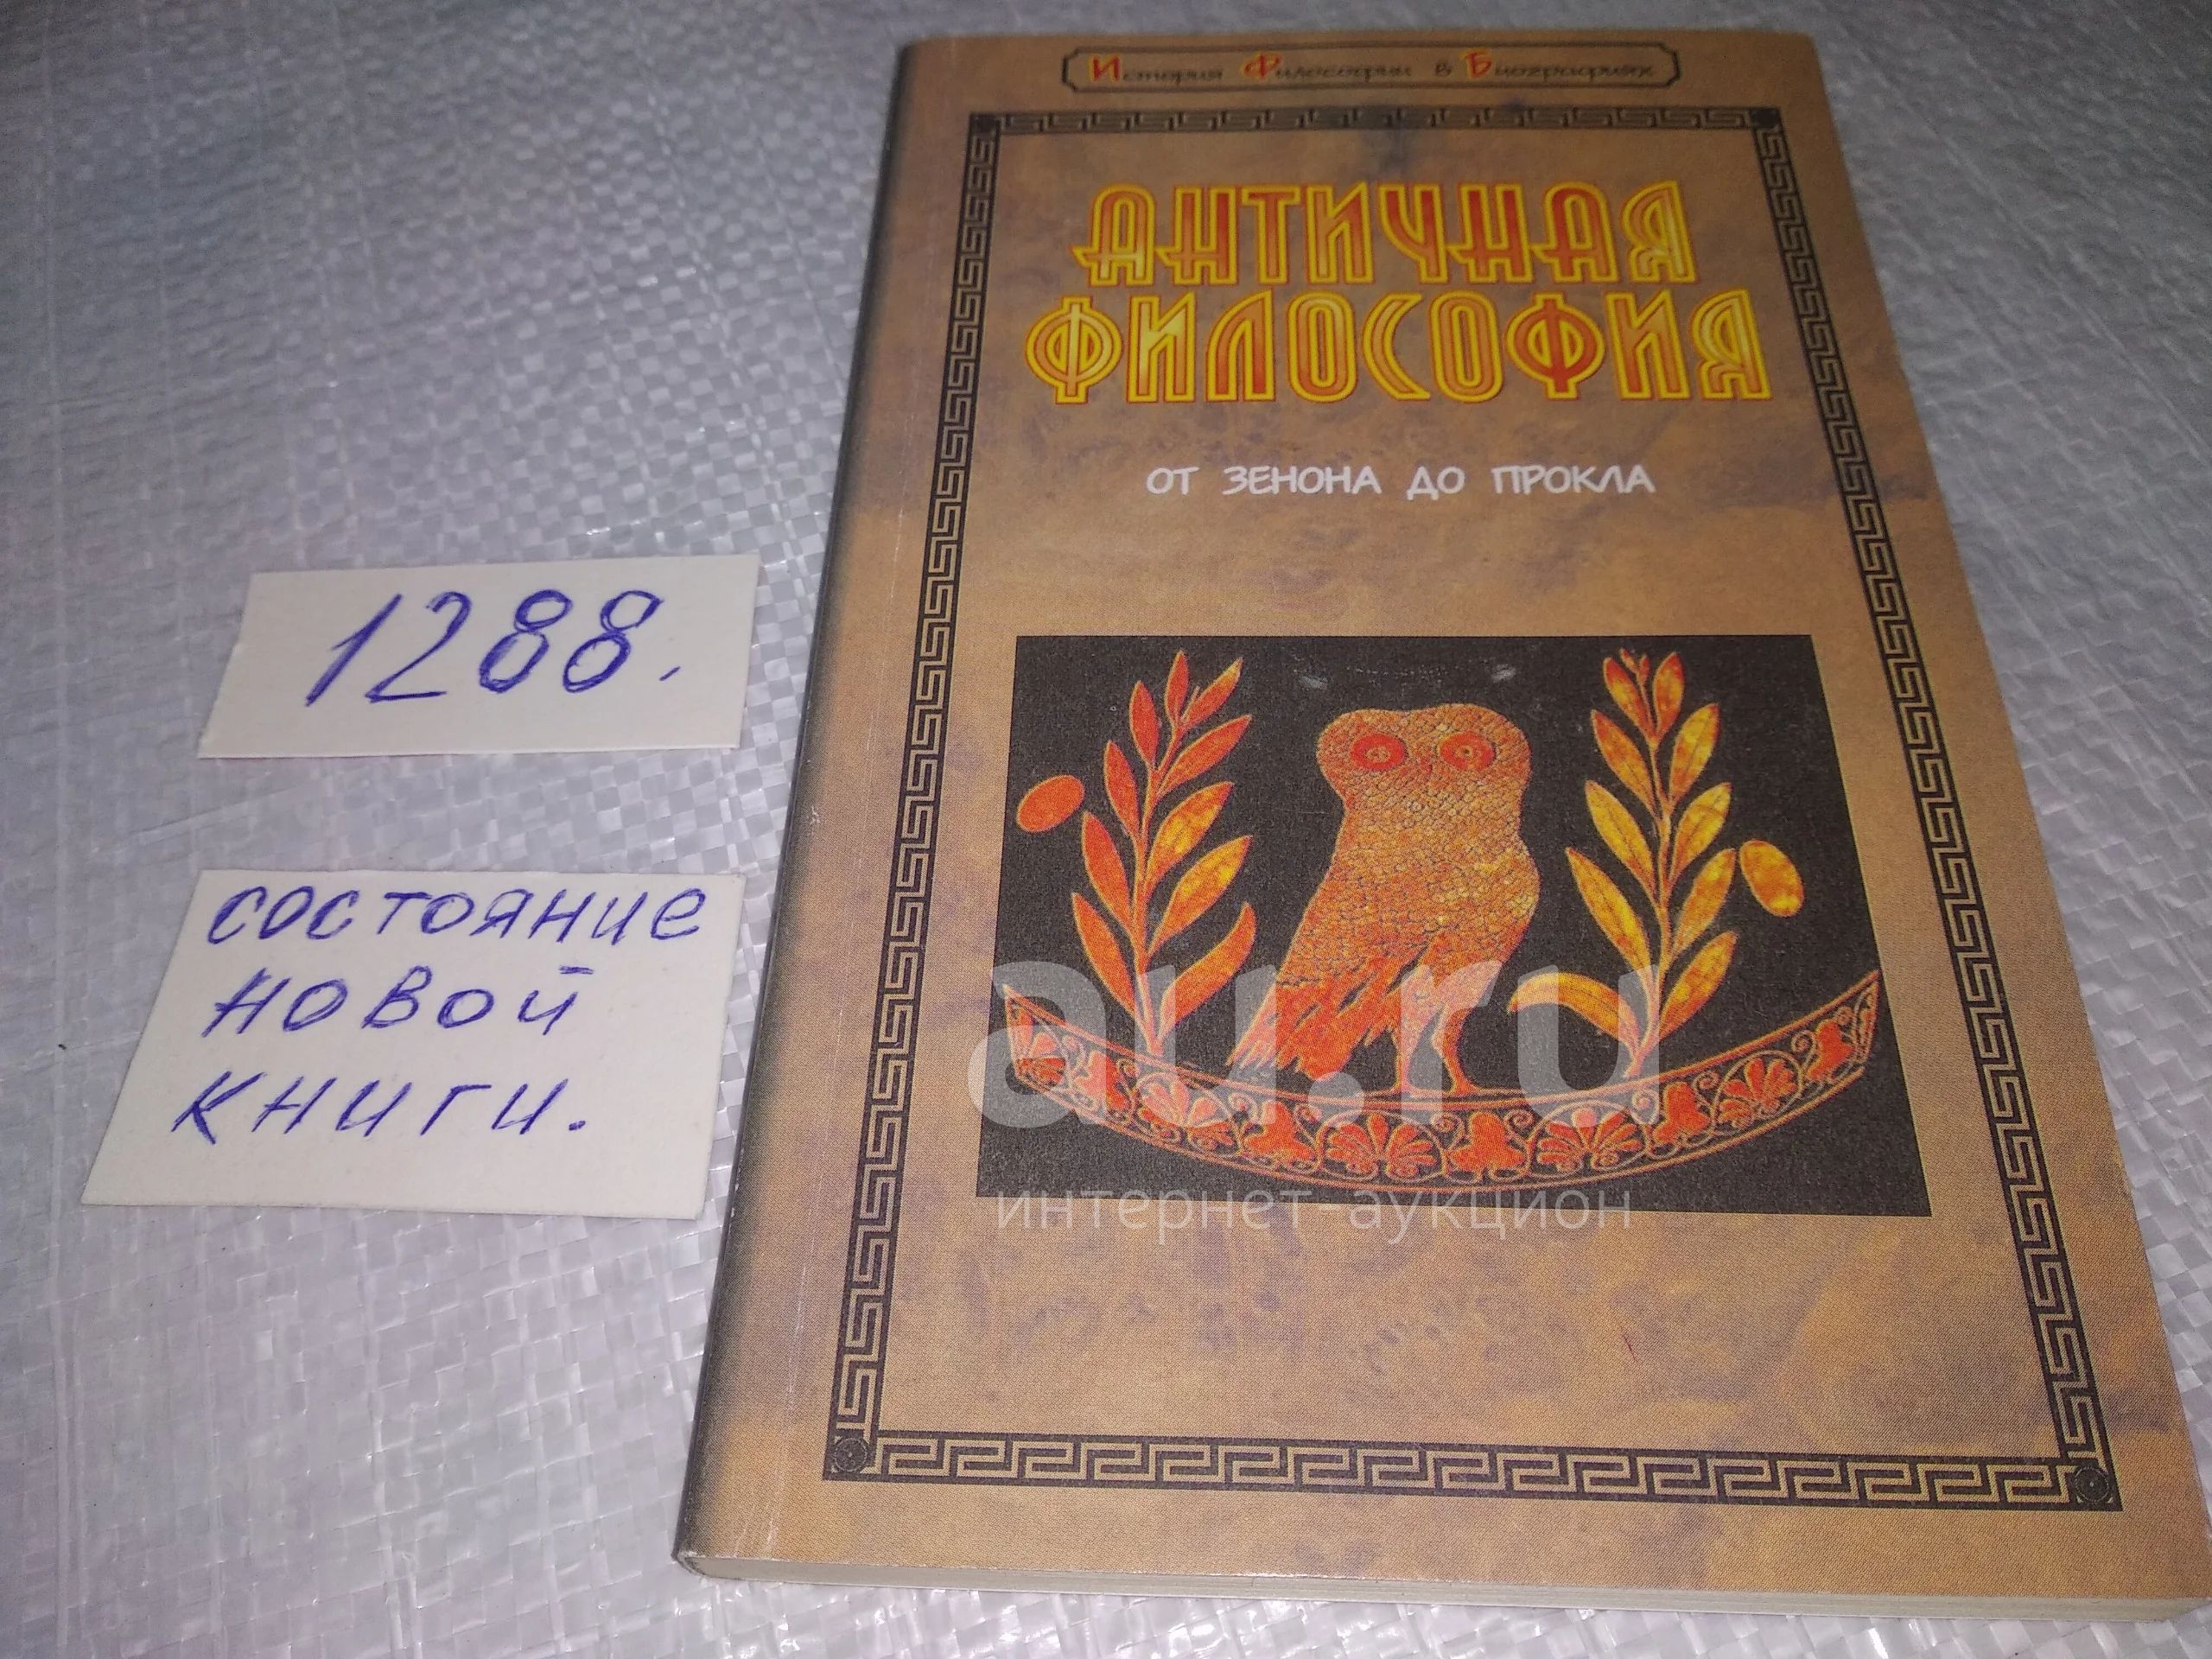 История Философии в Биографиях
АНТИЧНАЯ
ФИЛОСОФИЯ
ОТ ЗЕНОНА ДО ПРОКЛА
1288.
состояние
новой
книги.
au.ru
интернет-аукцион